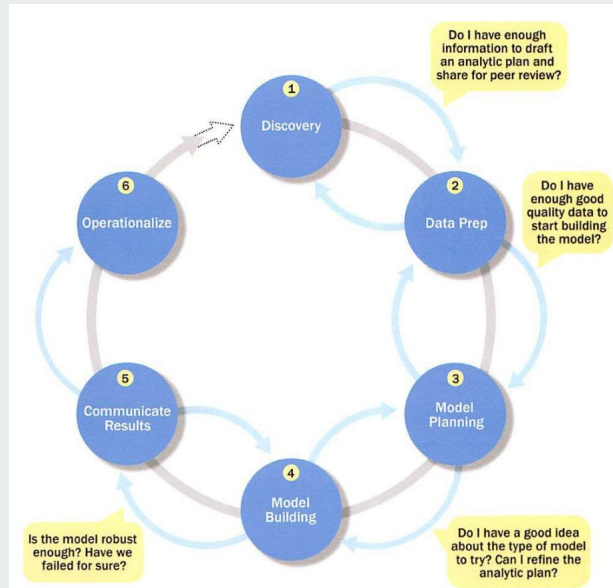 Do I have enough
information to draft
an analytic plan and
share for peer review?
1
Discovery
2
Data Prep
Do I have
enough good
quality data to
start building
the model?
3
Model
Planning
Do I have a good idea
about the type of model
to try? Can I refine the
analytic plan?
4
Model
Building
Is the model robust
enough? Have we
failed for sure?
5
Communicate
Results
6
Operationalize